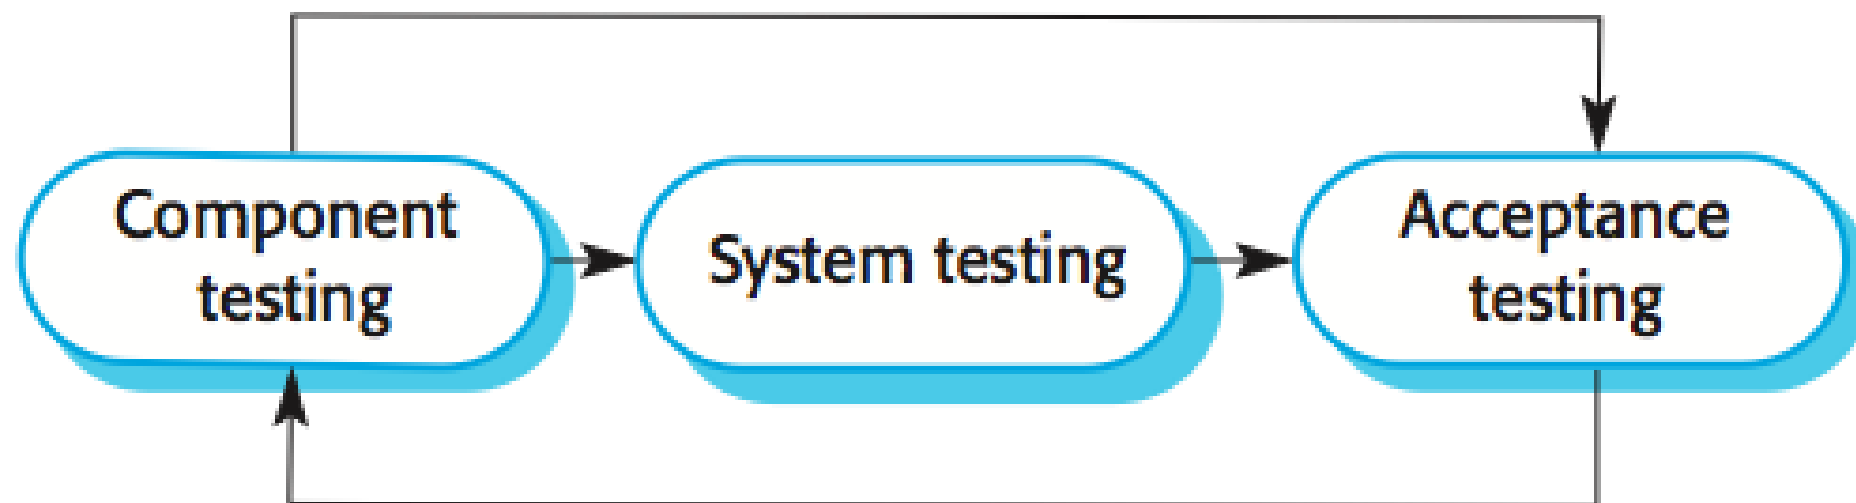 Component
testing
System testing
Acceptance
testing